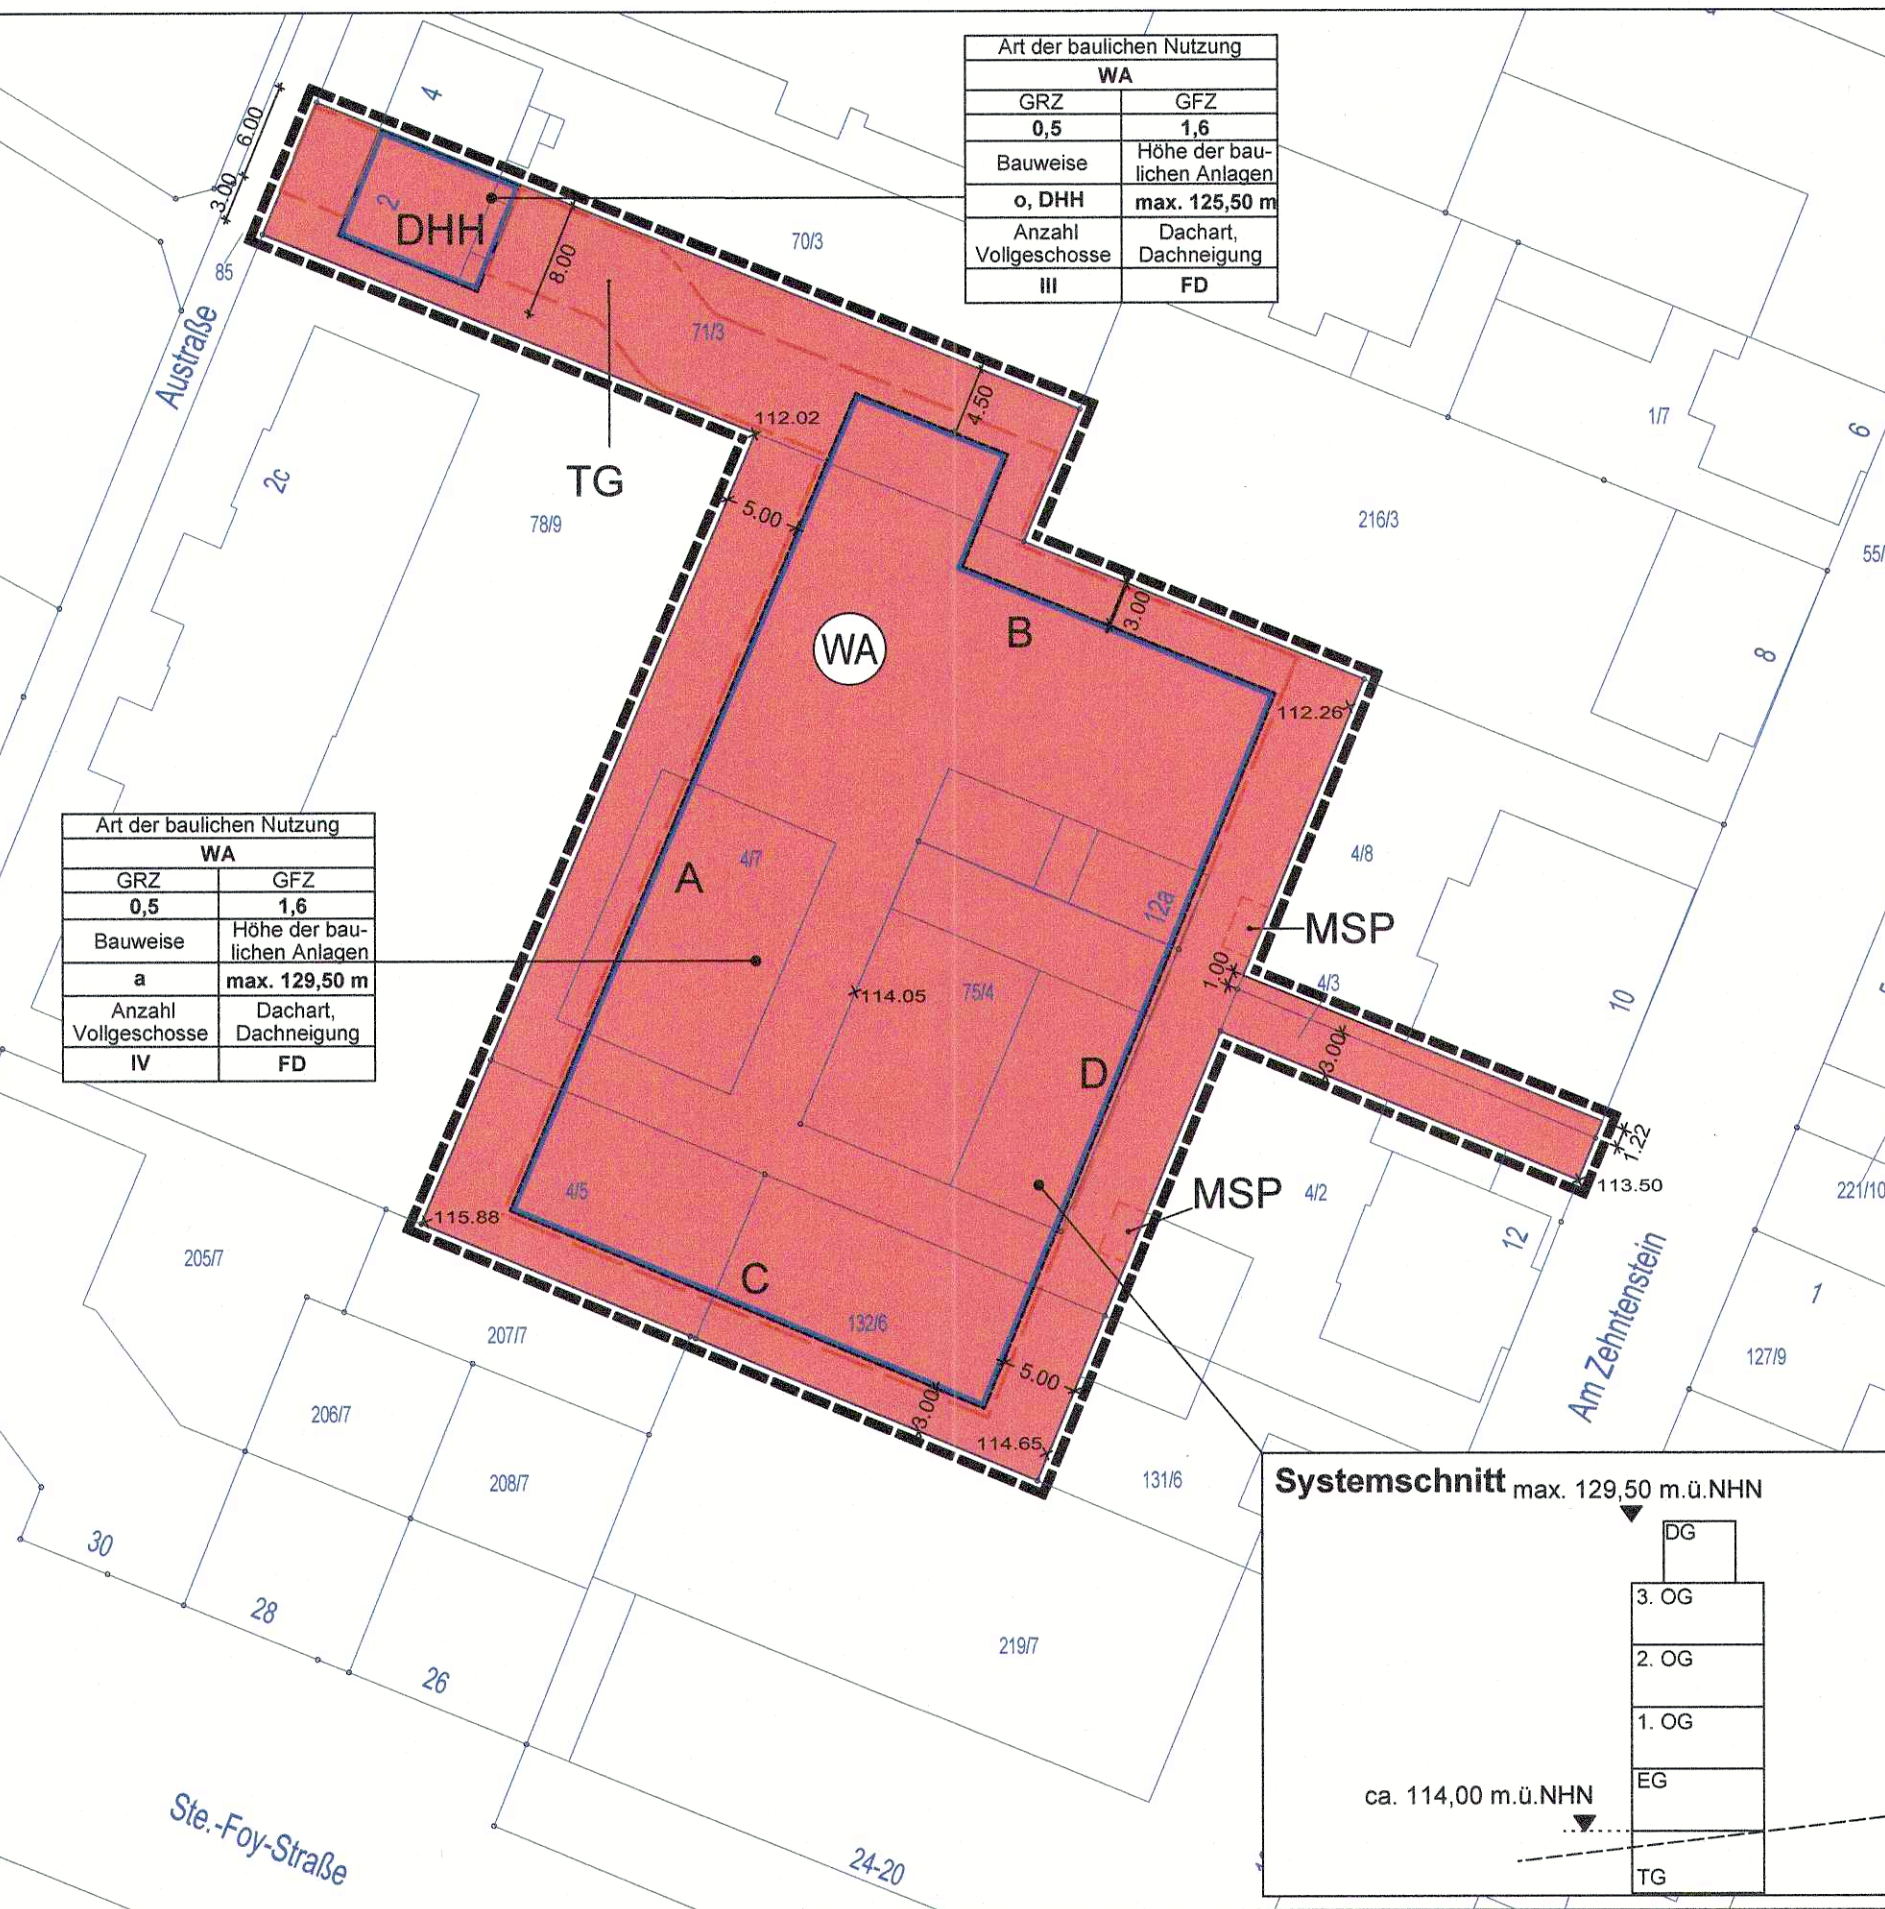 Art der baulichen Nutzung
WA
GRZ GFZ
0,5 1,6
Bauweise Höhe der bau-
lichen Anlagen
o, DHH max. 125,50 m
Anzahl Dachart,
Vollgeschosse Dachneigung
III FD
4
6.00
3.00
2
DHH
85
Austraße
8.00
70/3
71/3
4.50
112.02
TG
2c
78/9
5.00
1/7
6
216/3
55/
3.00
B
WA
8
112.26
Art der baulichen Nutzung
WA
GRZ GFZ
0,5 1,6
Bauweise Höhe der bau-
lichen Anlagen
a max. 129,50 m
Anzahl Dachart,
Vollgeschosse Dachneigung
IV FD
4/7
A
4/8
12a
MSP
1.00
4/3
114.05
75/4
10
3.00
D
1.22
113.50
MSP
4/2
4/5
115.88
221/10
12
205/7
C
132/6
207/7
1
Am Zehntenstein
127/9
5.00
3.00
114.65
206/7
208/7
131/6
30
28
26
219/7
Ste.-Foy-Straße
24-20
Systemschnitt max. 129,50 m.ü.NHN
DG
3. OG
2. OG
1. OG
EG
ca. 114,00 m.ü.NHN
TG